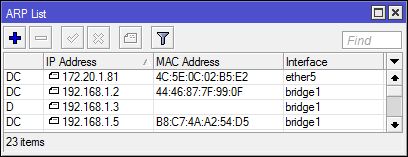 ARP List
Find
IP Address MAC Address Interface
DC 172.20.1.81 4C:5E:0C:02:B5:E2 ether5
DC 192.168.1.2 44:46:87:7F:99:0F bridge1
D 192.168.1.3 bridge1
DC 192.168.1.5 B8:C7:4A:A2:54:D5 bridge1
23 items